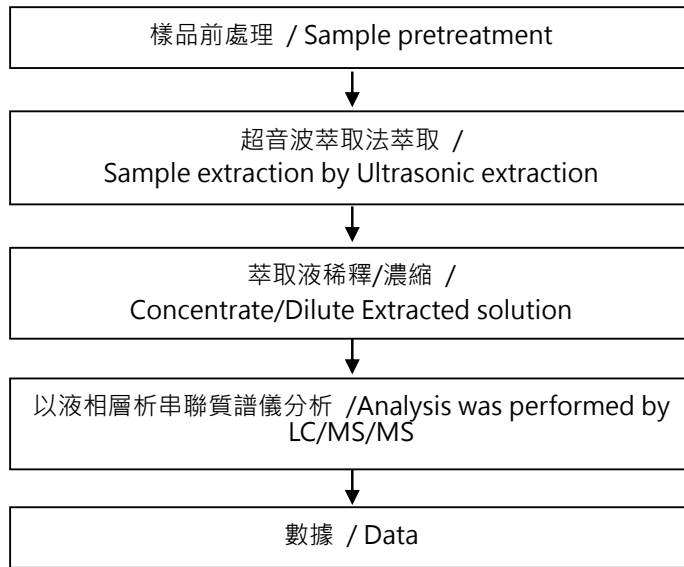 樣品前處理 / Sample pretreatment
超音波萃取法萃取 /
Sample extraction by Ultrasonic extraction
萃取液稀釋/濃縮 /
Concentrate/Dilute Extracted solution
以液相層析串聯質譜儀分析 /Analysis was performed by
LC/MS/MS
數據 / Data